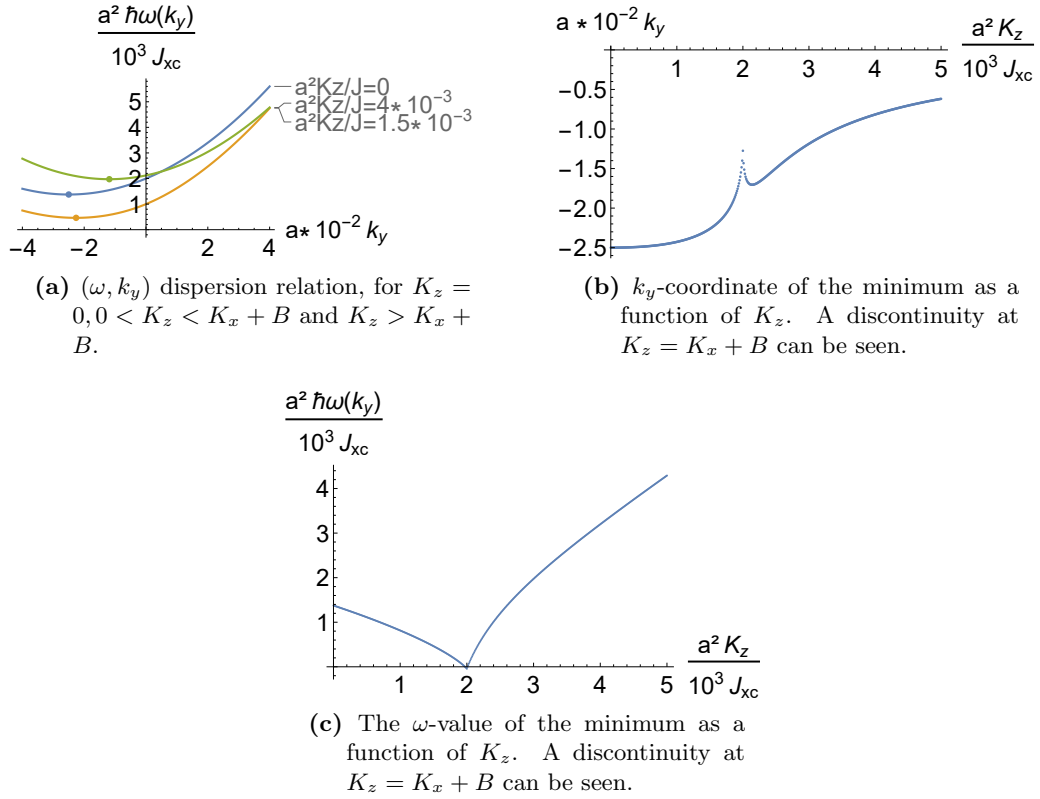 a² ℏω(k_y)
10³ J_xc
5
4
3
2
1
−4 −2 2 4
a* 10⁻² k_y
a²Kz/J=0
a²Kz/J=4* 10⁻³
a²Kz/J=1.5* 10⁻³
(a) (ω, k_y) dispersion relation, for K_z =
0, 0 < K_z < K_x + B and K_z > K_x +
B.
a * 10⁻² k_y
a² K_z
10³ J_xc
1 2 3 4 5
−0.5
−1.0
−1.5
−2.0
−2.5
(b) k_y-coordinate of the minimum as a
function of K_z. A discontinuity at
K_z = K_x + B can be seen.
a² ℏω(k_y)
10³ J_xc
4
3
2
1
1 2 3 4 5
a² K_z
10³ J_xc
(c) The ω-value of the minimum as a
function of K_z. A discontinuity at
K_z = K_x + B can be seen.